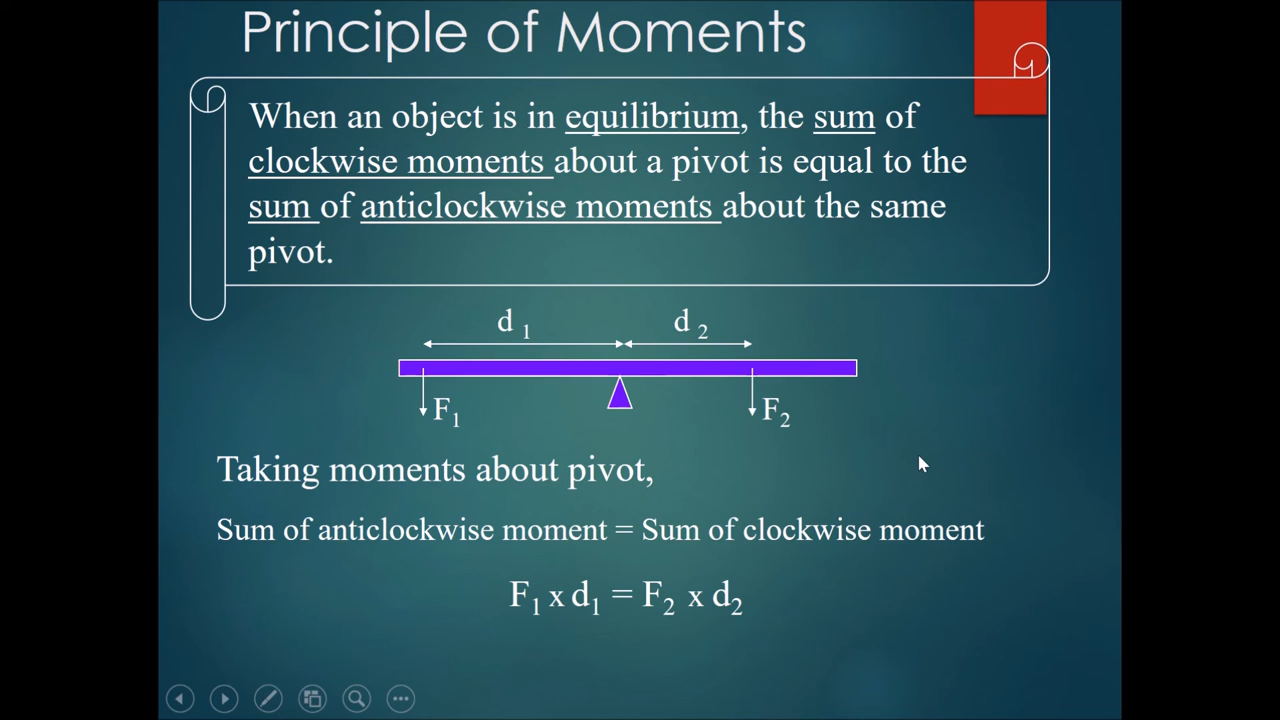 Principle of Moments
When an object is in equilibrium, the sum of
clockwise moments about a pivot is equal to the
sum of anticlockwise moments about the same
pivot.
d 1 d 2
F1 F2
Taking moments about pivot,
Sum of anticlockwise moment = Sum of clockwise moment
F1 x d1 = F2 x d2